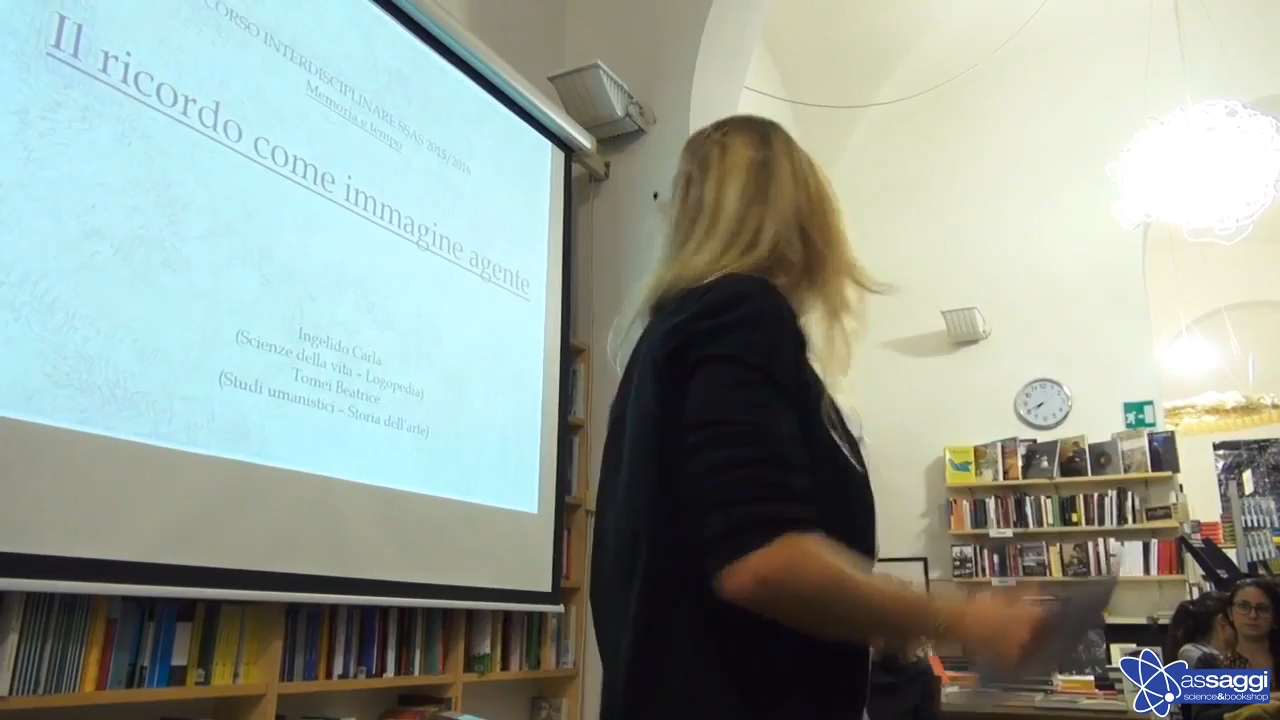 CORSO INTERDISCIPLINARE SSAS 2015/2016
Memoria e tempo
Il ricordo come immagine agente
Ingelido Carla
(Scienze della vita – Logopedia)
Tomei Beatrice
(Studi umanistici – Storia dell'arte)
assaggi
science&bookshop